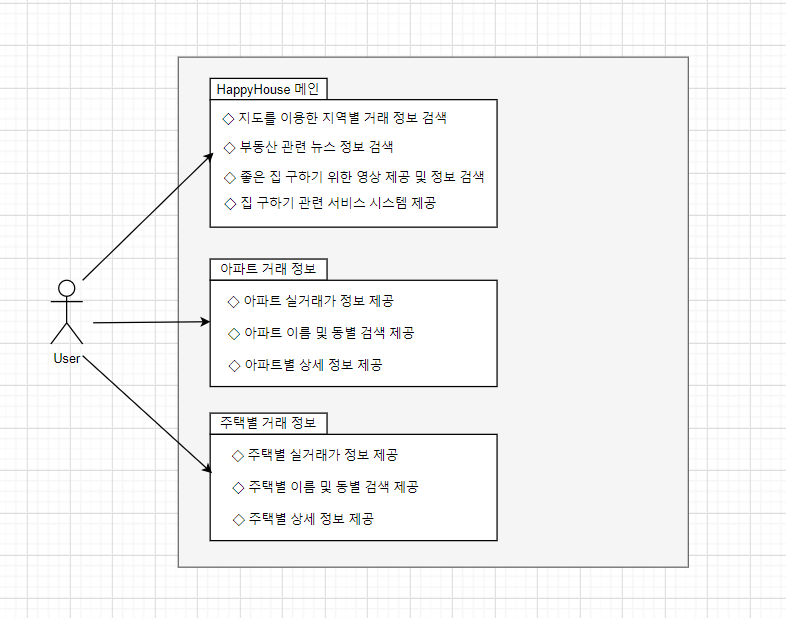 HappyHouse 메인
◇ 지도를 이용한 지역별 거래 정보 검색
◇ 부동산 관련 뉴스 정보 검색
◇ 좋은 집 구하기 위한 영상 제공 및 정보 검색
◇ 집 구하기 관련 서비스 시스템 제공
아파트 거래 정보
◇ 아파트 실거래가 정보 제공
◇ 아파트 이름 및 동별 검색 제공
◇ 아파트별 상세 정보 제공
User
주택별 거래 정보
◇ 주택별 실거래가 정보 제공
◇ 주택별 이름 및 동별 검색 제공
◇ 주택별 상세 정보 제공